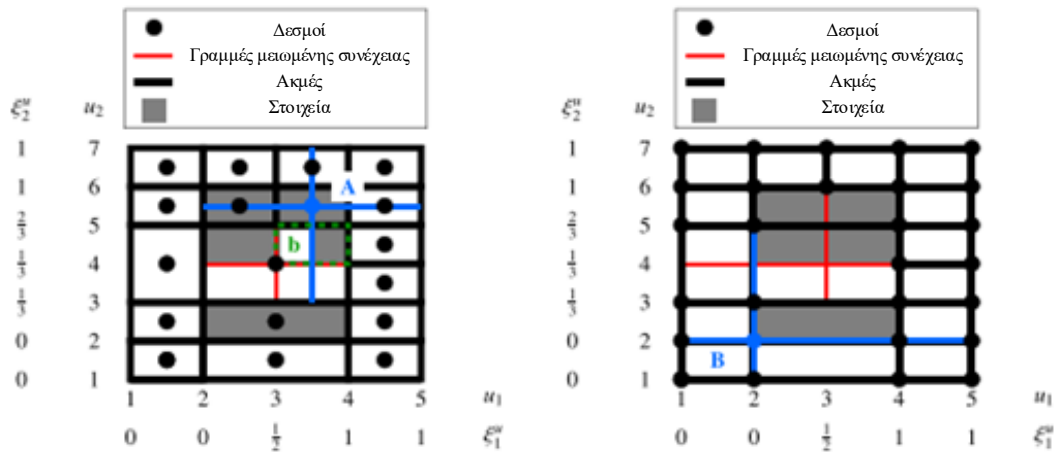 Δεσμοί
Γραμμές μειωμένης συνέχειας
Ακμές
Στοιχεία
ξ₂ᵘ u₂
1 7
1 6
2/3 5
1/3 4
1/3 3
0 2
0 1
A
b
1 2 3 4 5 u₁
0 0 1/2 1 1 ξ₁ᵘ
Δεσμοί
Γραμμές μειωμένης συνέχειας
Ακμές
Στοιχεία
ξ₂ᵘ u₂
1 7
1 6
2/3 5
1/3 4
1/3 3
0 2
0 1
B
1 2 3 4 5 u₁
0 0 1/2 1 1 ξ₁ᵘ